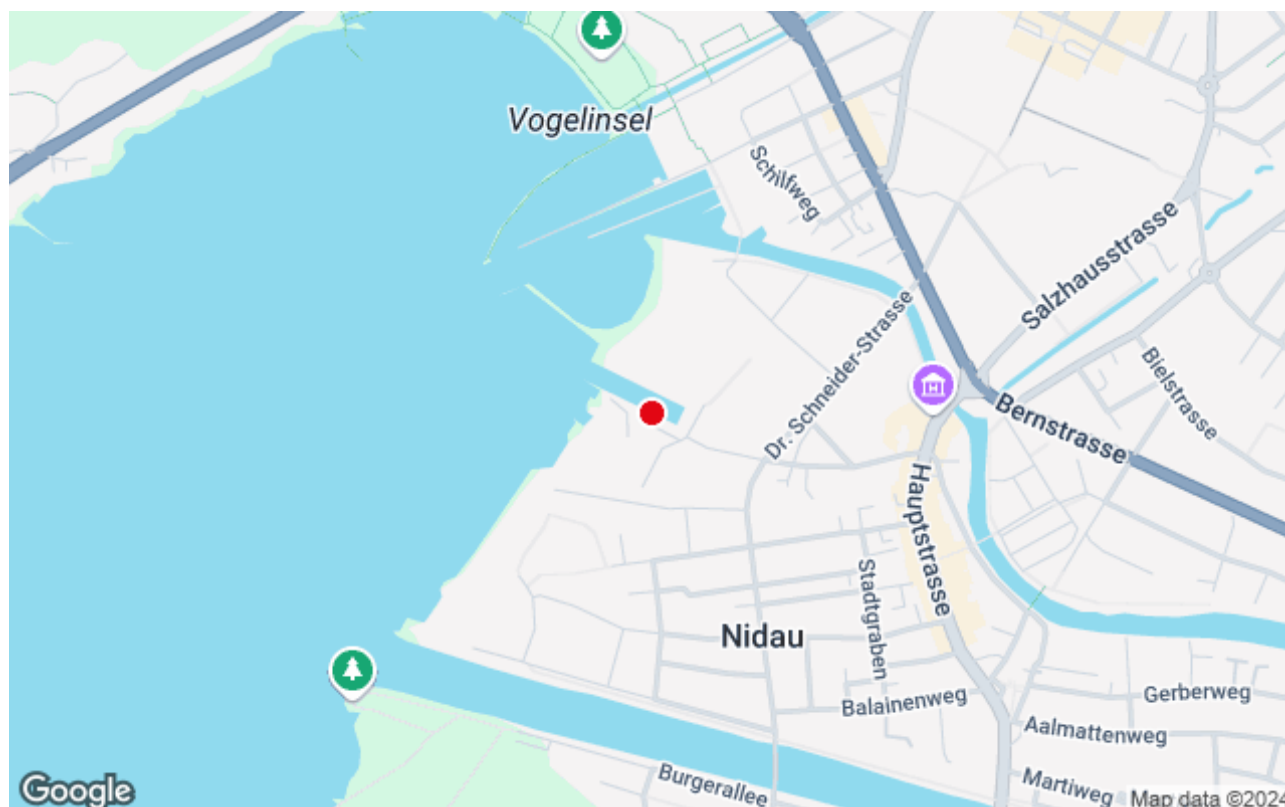 Vogelinsel
Schilfweg
Salzhausstrasse
Dr. Schneider-Strasse
Bielstrasse
Bernstrasse
Hauptstrasse
Stadtgraben
Nidau
Balainenweg
Gerberweg
Aalmattenweg
Burgerallee
Martiweg
Google
Map data ©2024